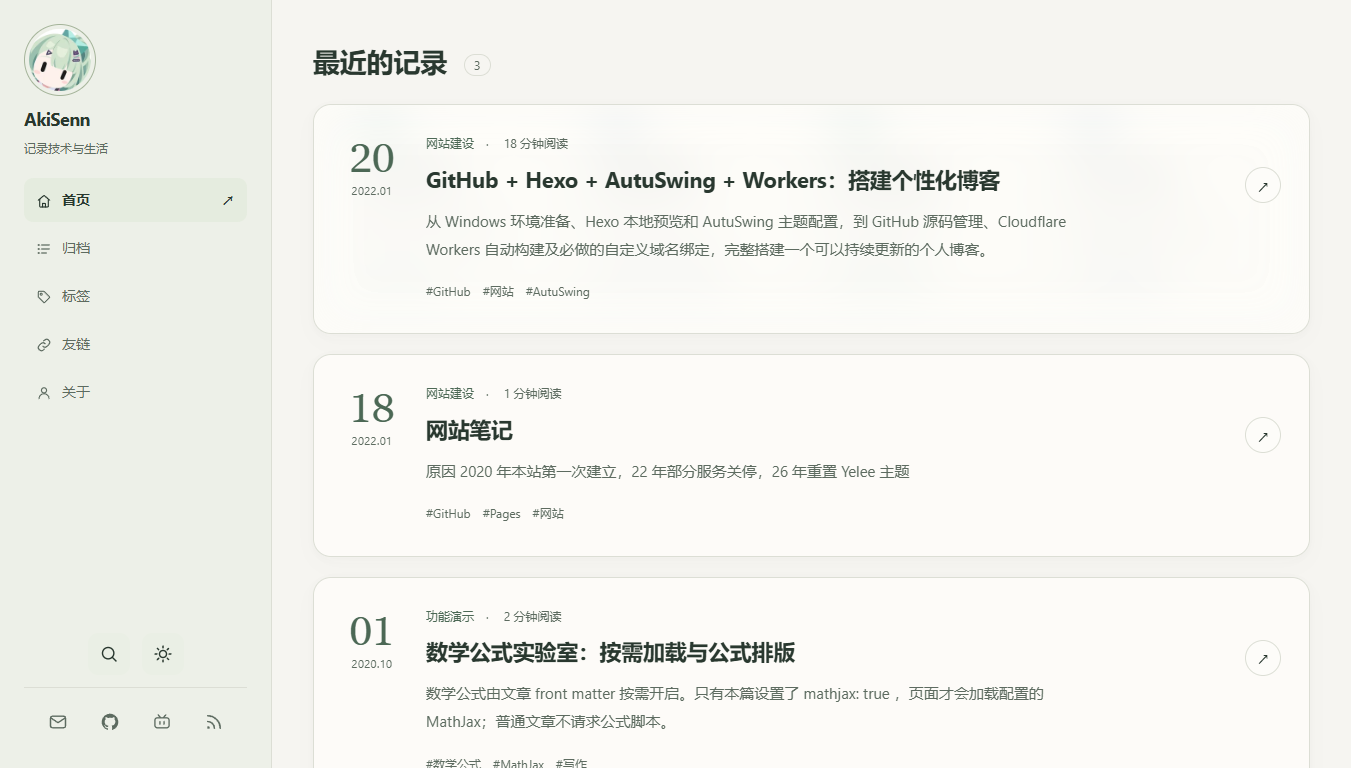 AkiSenn
记录技术与生活
首页
归档
标签
友链
关于
最近的记录 3
20
2022.01
网站建设 · 18 分钟阅读
GitHub + Hexo + AutuSwing + Workers：搭建个性化博客
从 Windows 环境准备、Hexo 本地预览和 AutuSwing 主题配置，到 GitHub 源码管理、Cloudflare
Workers 自动构建及必做的自定义域名绑定，完整搭建一个可以持续更新的个人博客。
#GitHub #网站 #AutuSwing
18
2022.01
网站建设 · 1 分钟阅读
网站笔记
原因 2020 年本站第一次建立，22 年部分服务关停，26 年重置 Yelee 主题
#GitHub #Pages #网站
01
2020.10
功能演示 · 2 分钟阅读
数学公式实验室：按需加载与公式排版
数学公式由文章 front matter 按需开启。只有本篇设置了 mathjax: true ，页面才会加载配置的
MathJax；普通文章不请求公式脚本。
#数学公式 #MathJax #写作